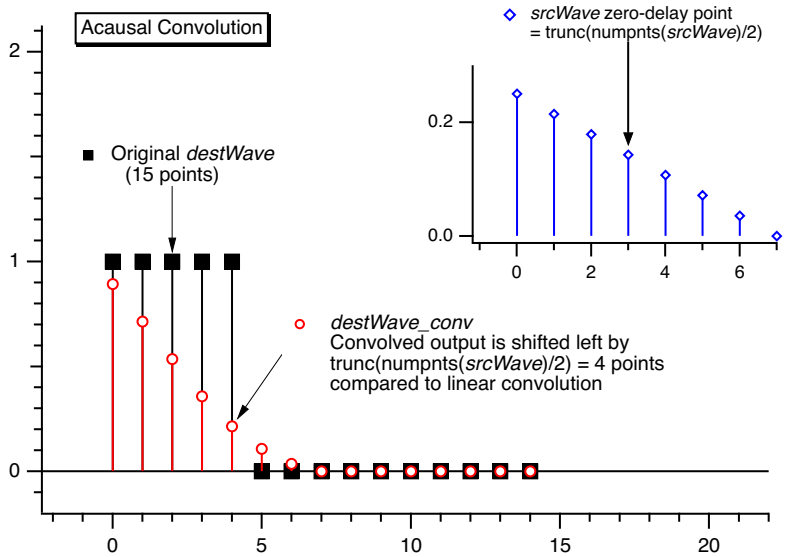 Acausal Convolution
srcWave zero-delay point
= trunc(numpnts(srcWave)/2)
0.2
0.0
0 2 4 6
2
1
0
Original destWave
(15 points)
destWave_conv
Convolved output is shifted left by
trunc(numpnts(srcWave)/2) = 4 points
compared to linear convolution
0 5 10 15 20